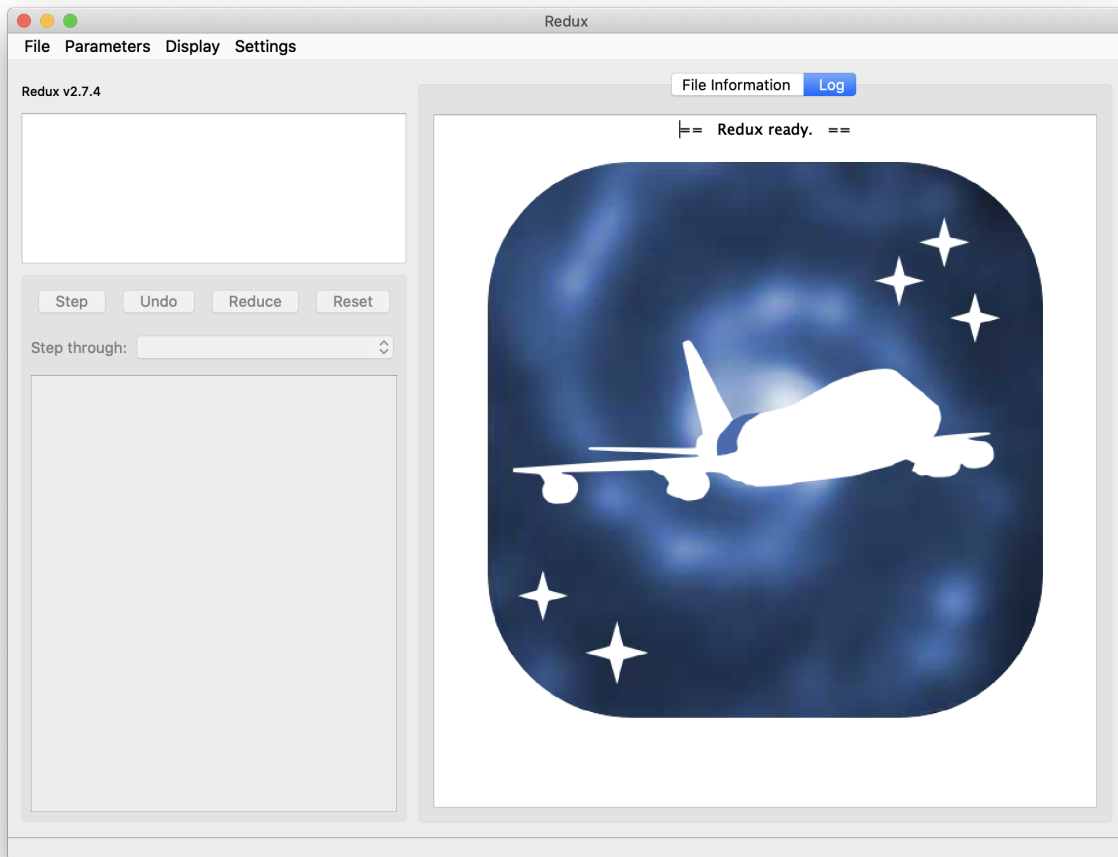 Redux
File Parameters Display Settings
Redux v2.7.4
File Information Log
== Redux ready. ==
Step Undo Reduce Reset
Step through: